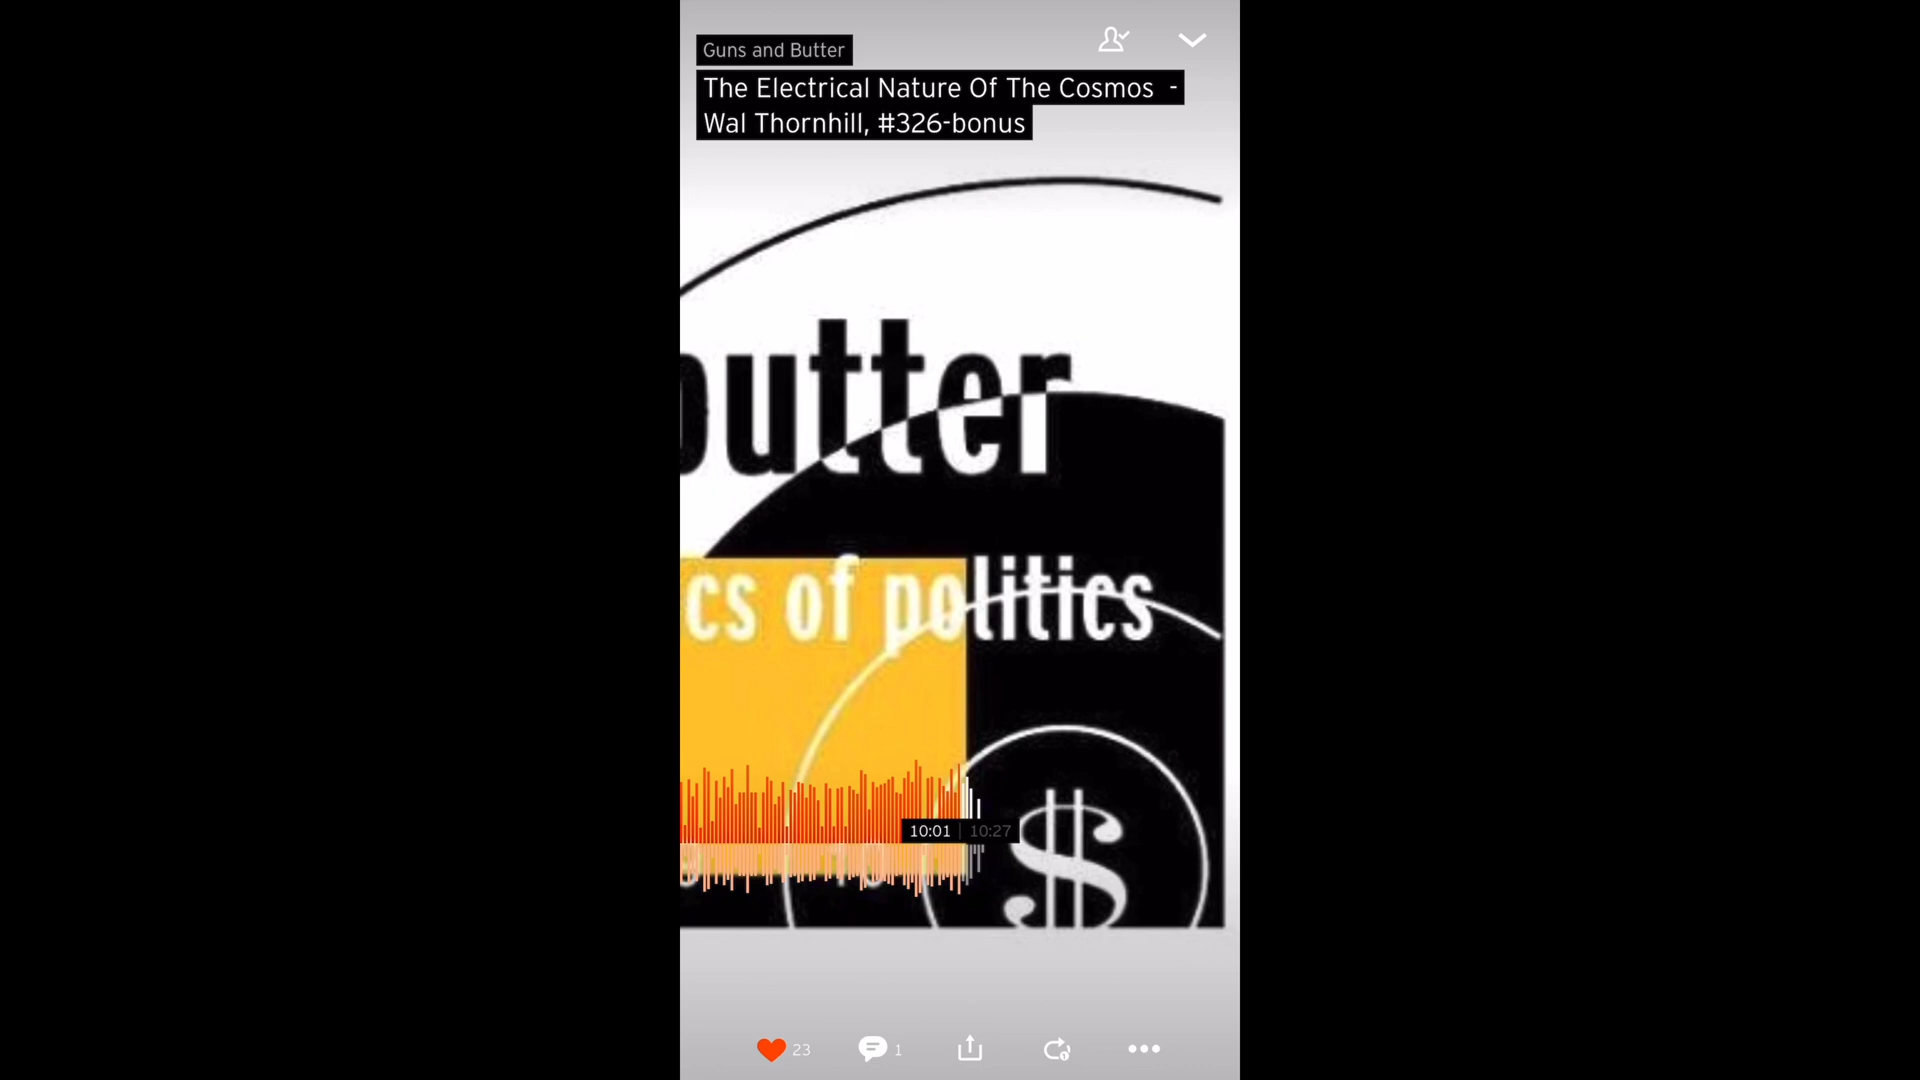 Guns and Butter
The Electrical Nature Of The Cosmos -
Wal Thornhill, #326-bonus
butter
cs of politics
10:01 | 10:27
$
23
1